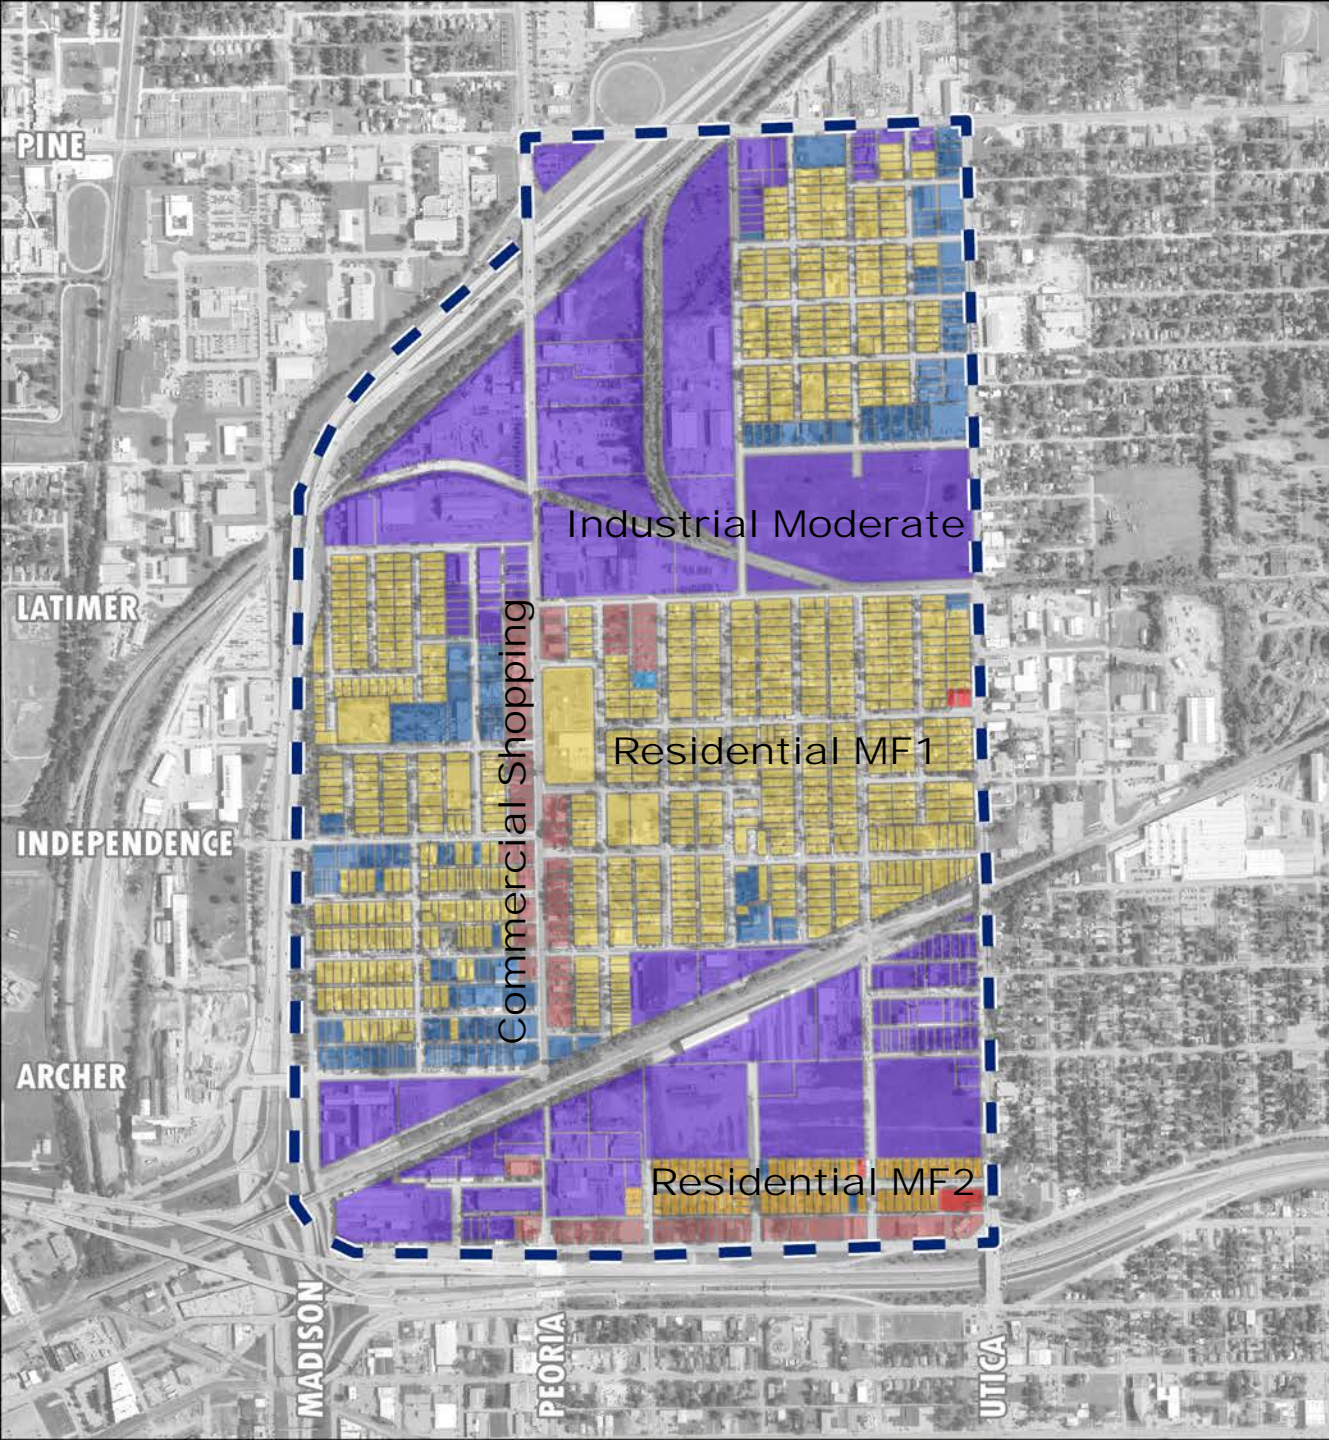 PINE
Industrial Moderate
LATIMER
Commercial Shopping
Residential MF1
INDEPENDENCE
ARCHER
Residential MF2
MADISON
PEORIA
UTICA